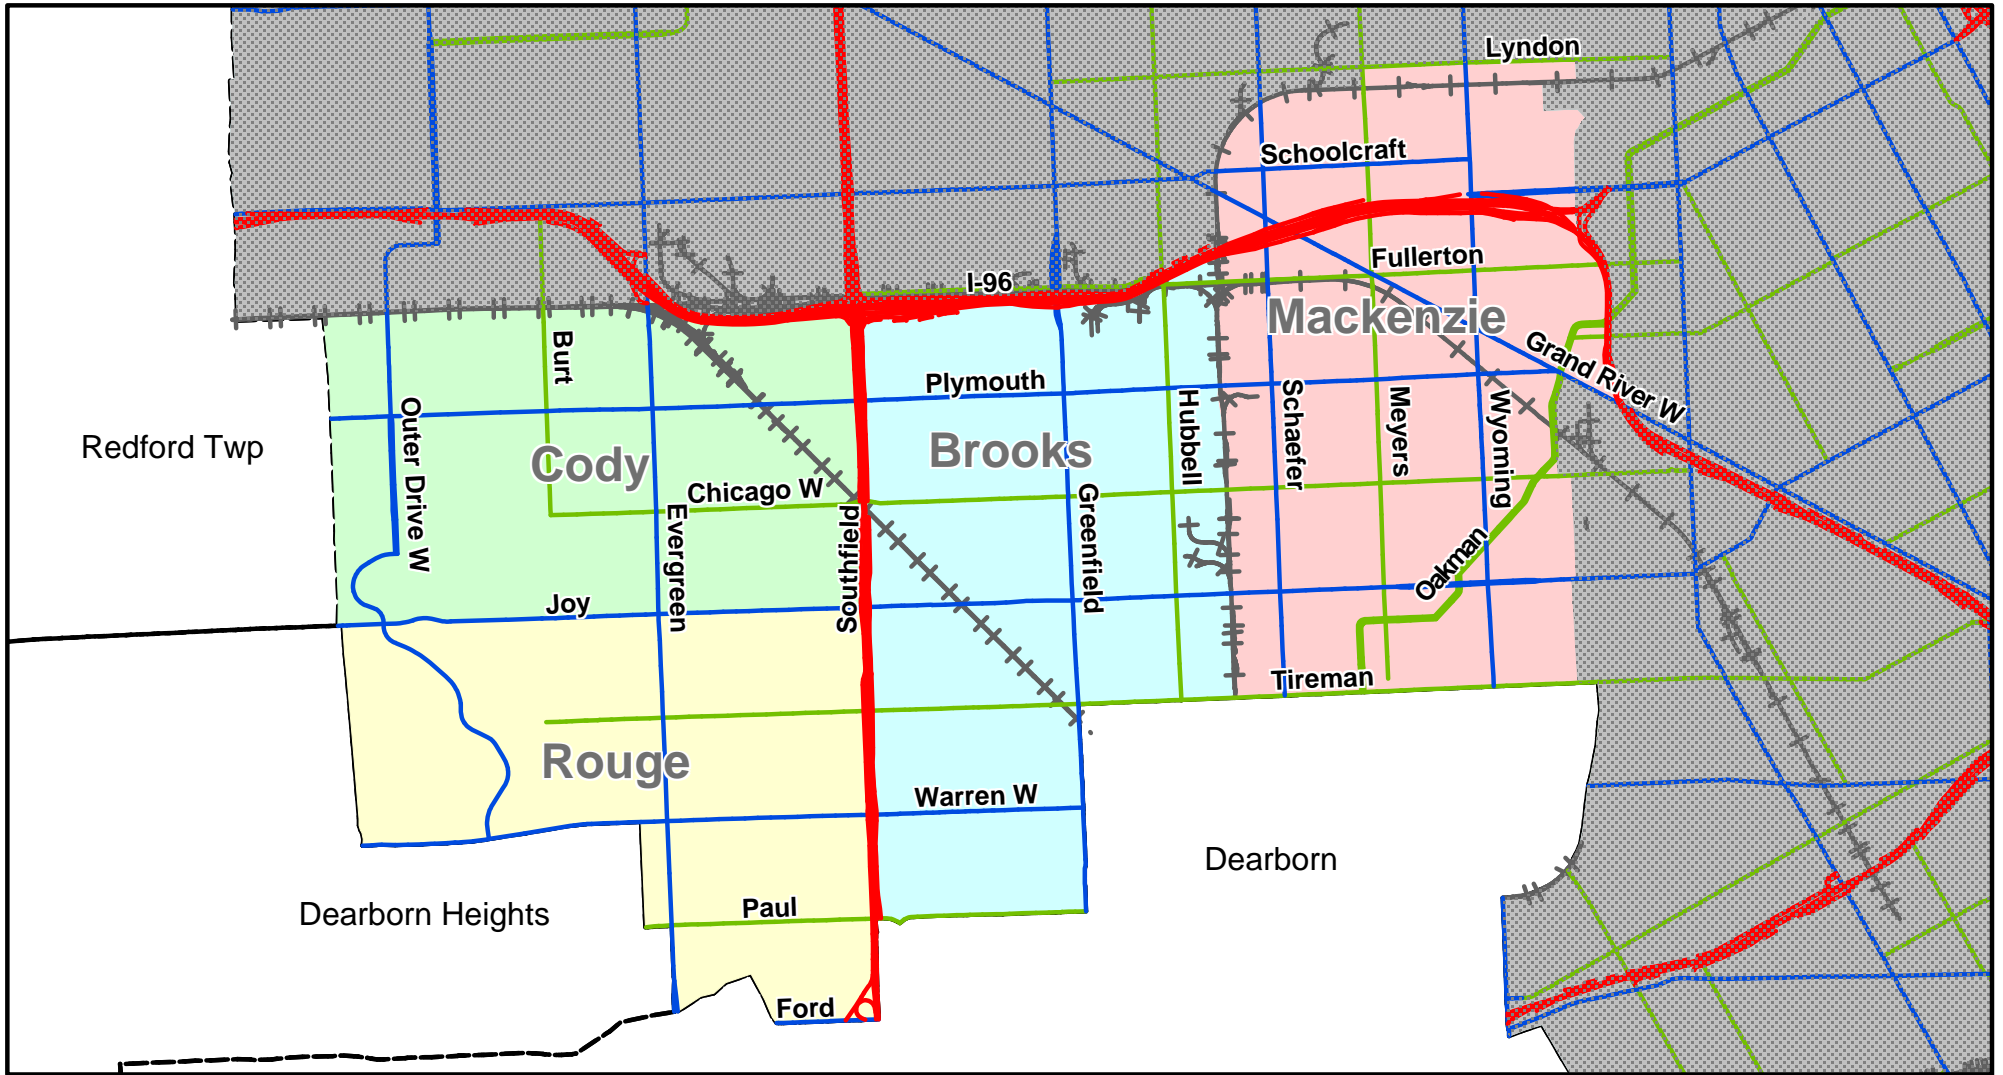 Lyndon
Schoolcraft
Fullerton
I-96
Mackenzie
Burt
Grand River W
Plymouth
Outer Drive W
Hubbell
Schaefer
Meyers
Wyoming
Redford Twp
Cody
Brooks
Chicago W
Evergreen
Southfield
Greenfield
Oakman
Joy
Tireman
Rouge
Warren W
Dearborn
Paul
Dearborn Heights
Ford